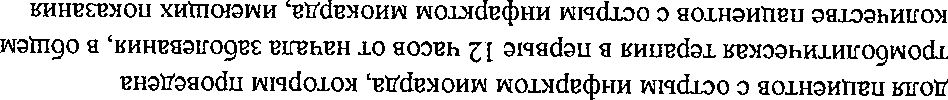 доля пациентов с острым инфарктом миокарда, которым проведена
тромболитическая терапия в первые 12 часов от начала заболевания, в общем
количестве пациентов с острым инфарктом миокарда, имеющих показания